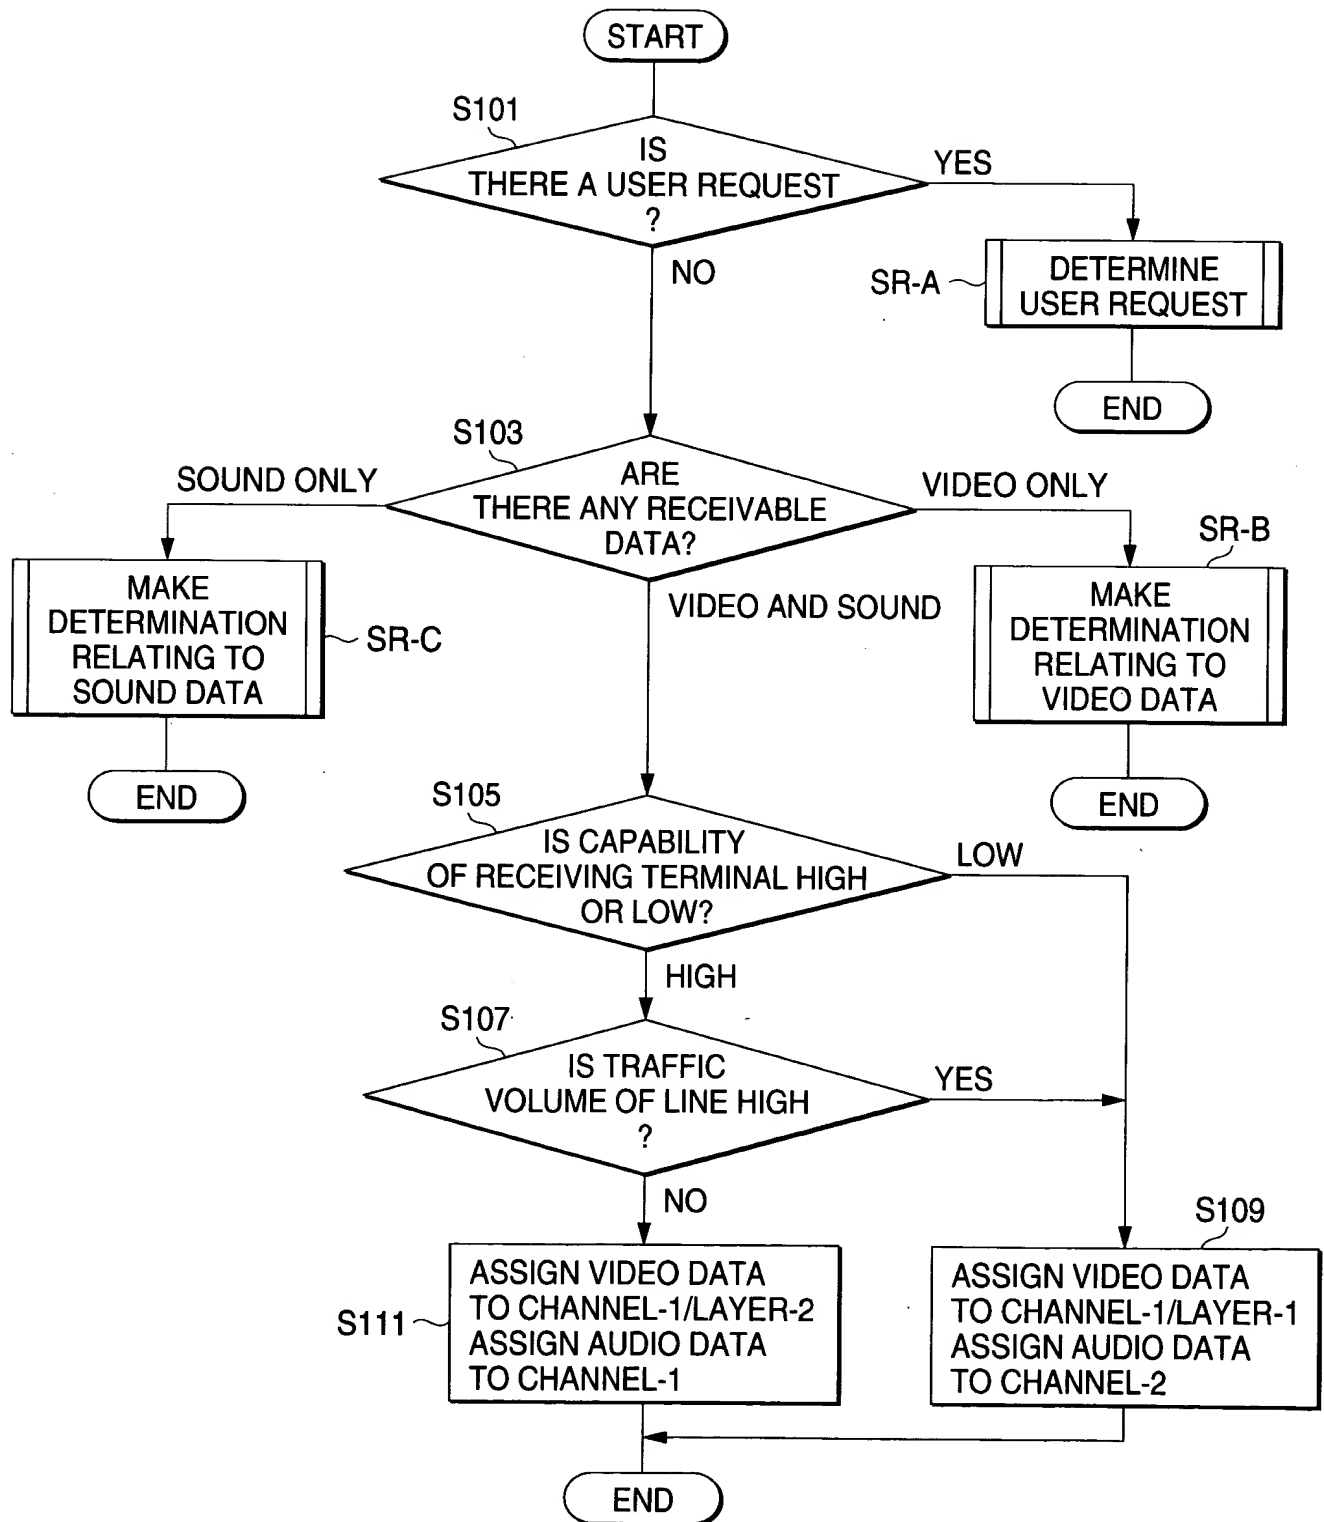 START
S101
IS
THERE A USER REQUEST
?
YES
NO
SR-A
DETERMINE
USER REQUEST
END
S103
ARE
THERE ANY RECEIVABLE
DATA?
SOUND ONLY
VIDEO ONLY
VIDEO AND SOUND
MAKE
DETERMINATION
RELATING TO
SOUND DATA
SR-C
END
SR-B
MAKE
DETERMINATION
RELATING TO
VIDEO DATA
END
S105
IS CAPABILITY
OF RECEIVING TERMINAL HIGH
OR LOW?
LOW
HIGH
S107
IS TRAFFIC
VOLUME OF LINE HIGH
?
YES
NO
S111
ASSIGN VIDEO DATA
TO CHANNEL-1/LAYER-2
ASSIGN AUDIO DATA
TO CHANNEL-1
S109
ASSIGN VIDEO DATA
TO CHANNEL-1/LAYER-1
ASSIGN AUDIO DATA
TO CHANNEL-2
END